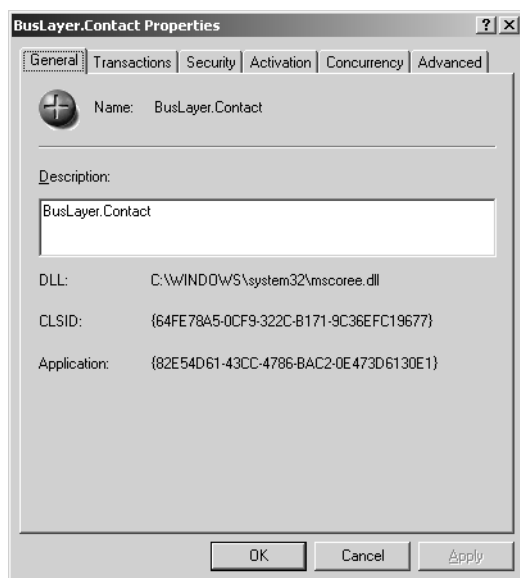 BusLayer.Contact Properties
General Transactions Security Activation Concurrency Advanced
Name: BusLayer.Contact
Description:
BusLayer.Contact
DLL: C:\WINDOWS\system32\mscoree.dll
CLSID: {64FE78A5-0CF9-322C-B171-9C36EFC19677}
Application: {82E54D61-43CC-4786-BAC2-0E473D6130E1}
OK Cancel Apply